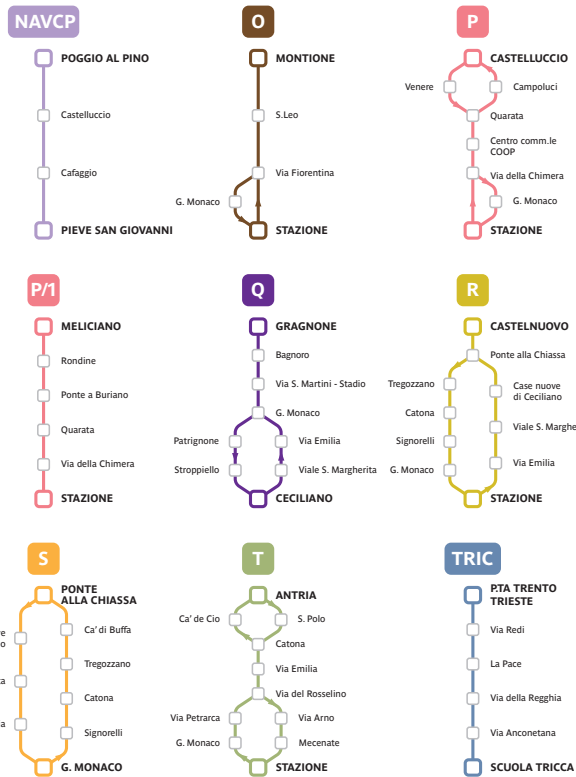 NAVCP
POGGIO AL PINO
Castelluccio
Cafaggio
PIEVE SAN GIOVANNI
O
MONTIONE
S.Leo
Via Fiorentina
G. Monaco
STAZIONE
P
CASTELLUCCIO
Venere
Campoluci
Quarata
Centro comm.le
COOP
Via della Chimera
G. Monaco
STAZIONE
P/1
MELICIANO
Rondine
Ponte a Buriano
Quarata
Via della Chimera
STAZIONE
Q
GRAGNONE
Bagnoro
Via S. Martini - Stadio
G. Monaco
Patrignone
Via Emilia
Stroppiello
Viale S. Margherita
CECILIANO
R
CASTELNUOVO
Ponte alla Chiassa
Tregozzano
Case nuove
di Ceciliano
Catona
Viale S. Marghe
Signorelli
Via Emilia
G. Monaco
STAZIONE
S
PONTE
ALLA CHIASSA
Ca' di Buffa
Tregozzano
Catona
Signorelli
G. MONACO
T
ANTRIA
Ca' de Cio
S. Polo
Catona
Via Emilia
Via del Rosselino
Via Petrarca
Via Arno
G. Monaco
Mecenate
STAZIONE
TRIC
P.TA TRENTO
TRIESTE
Via Redi
La Pace
Via della Regghia
Via Anconetana
SCUOLA TRICCA